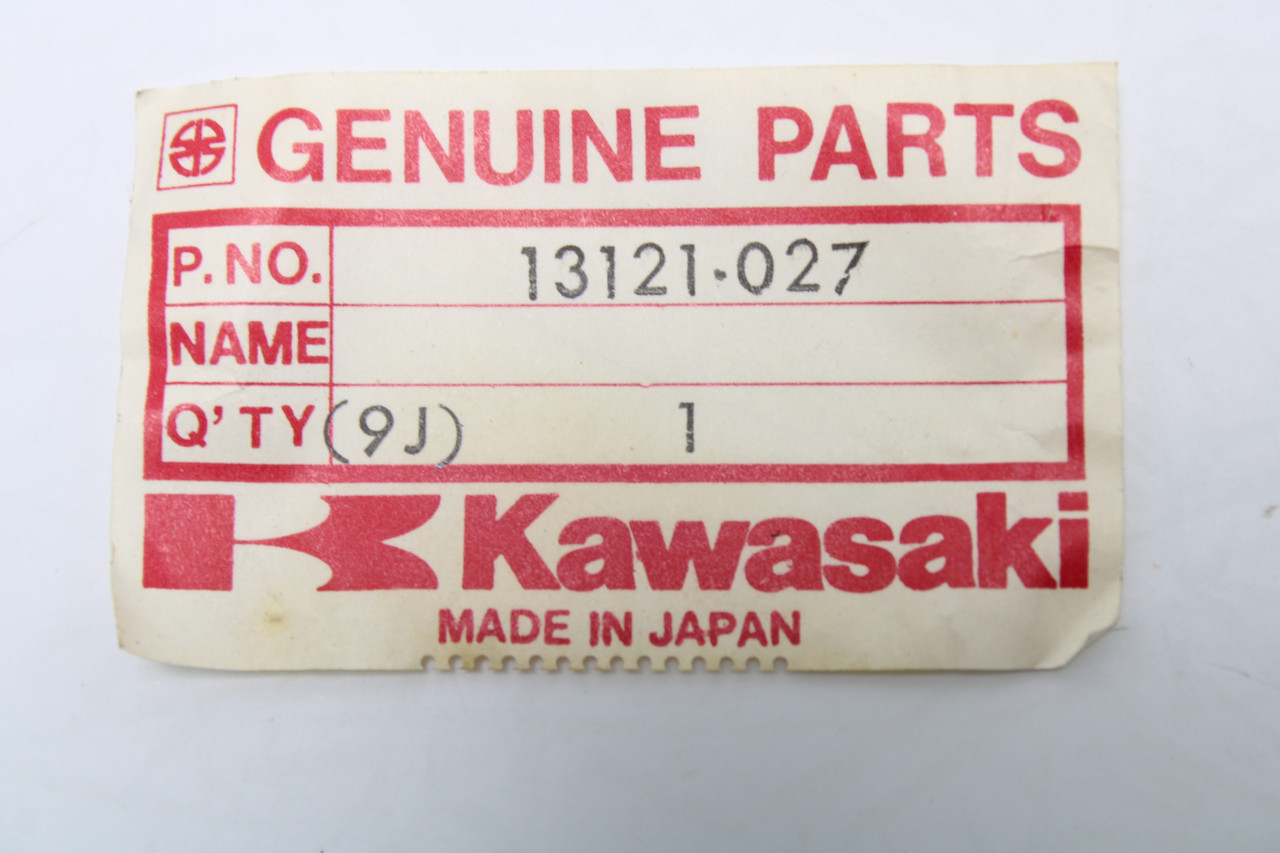 GENUINE PARTS
P.NO. 13121-027
NAME
Q'TY (9J) 1
Kawasaki
MADE IN JAPAN